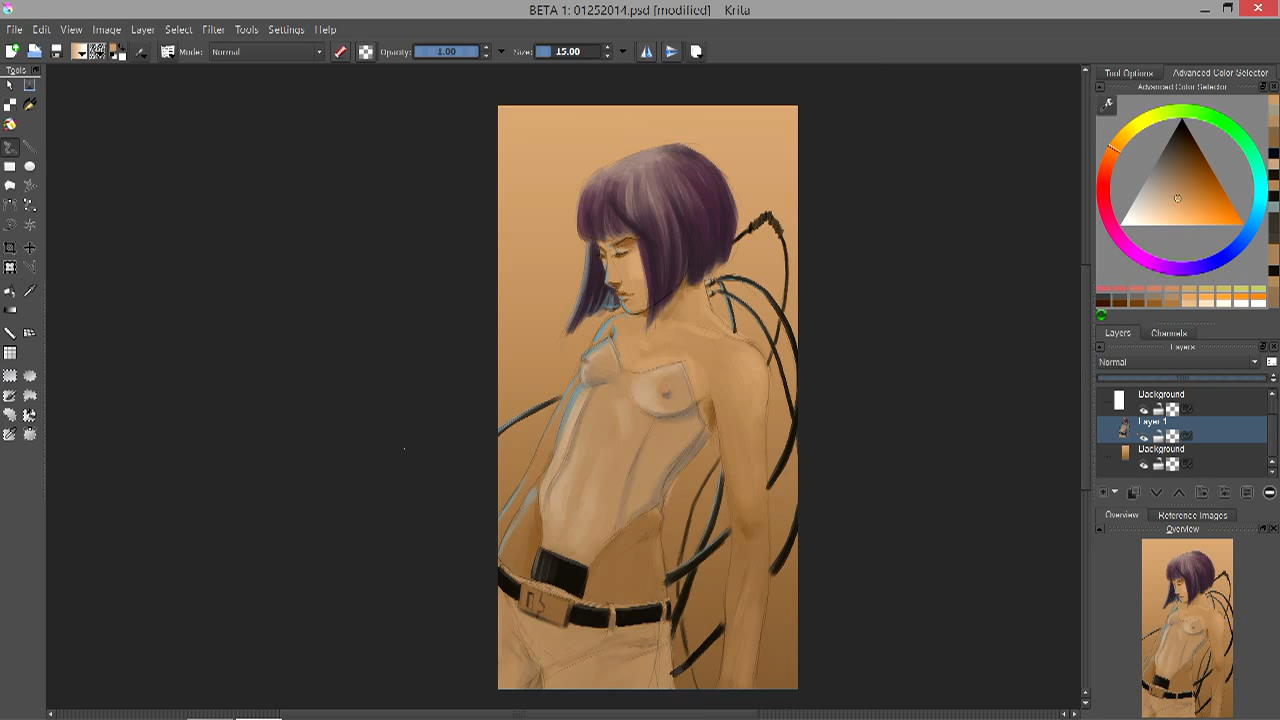 BETA 1: 01252014.psd [modified] Krita
File Edit View Image Layer Select Filter Tools Settings Help
Mode: Normal Opacity: 1.00 Size: 15.00
Tools
Tool Options Advanced Color Selector
Advanced Color Selector
Layers Channels
Layers
Normal
Background
Layer 1
Background
Overview Reference Images
Overview